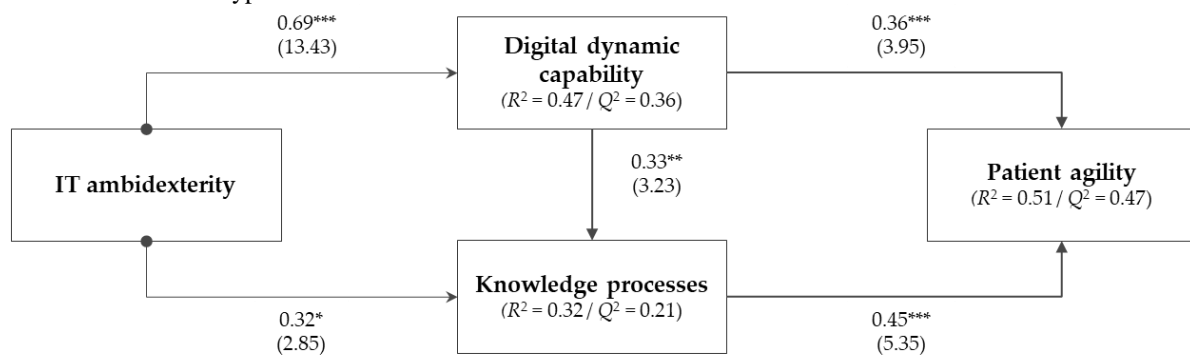 yp
0.69***
(13.43)
Digital dynamic
capability
(R² = 0.47 / Q² = 0.36)
0.36***
(3.95)
IT ambidexterity
0.33**
(3.23)
Patient agility
(R² = 0.51 / Q² = 0.47)
Knowledge processes
(R² = 0.32 / Q² = 0.21)
0.32*
(2.85)
0.45***
(5.35)